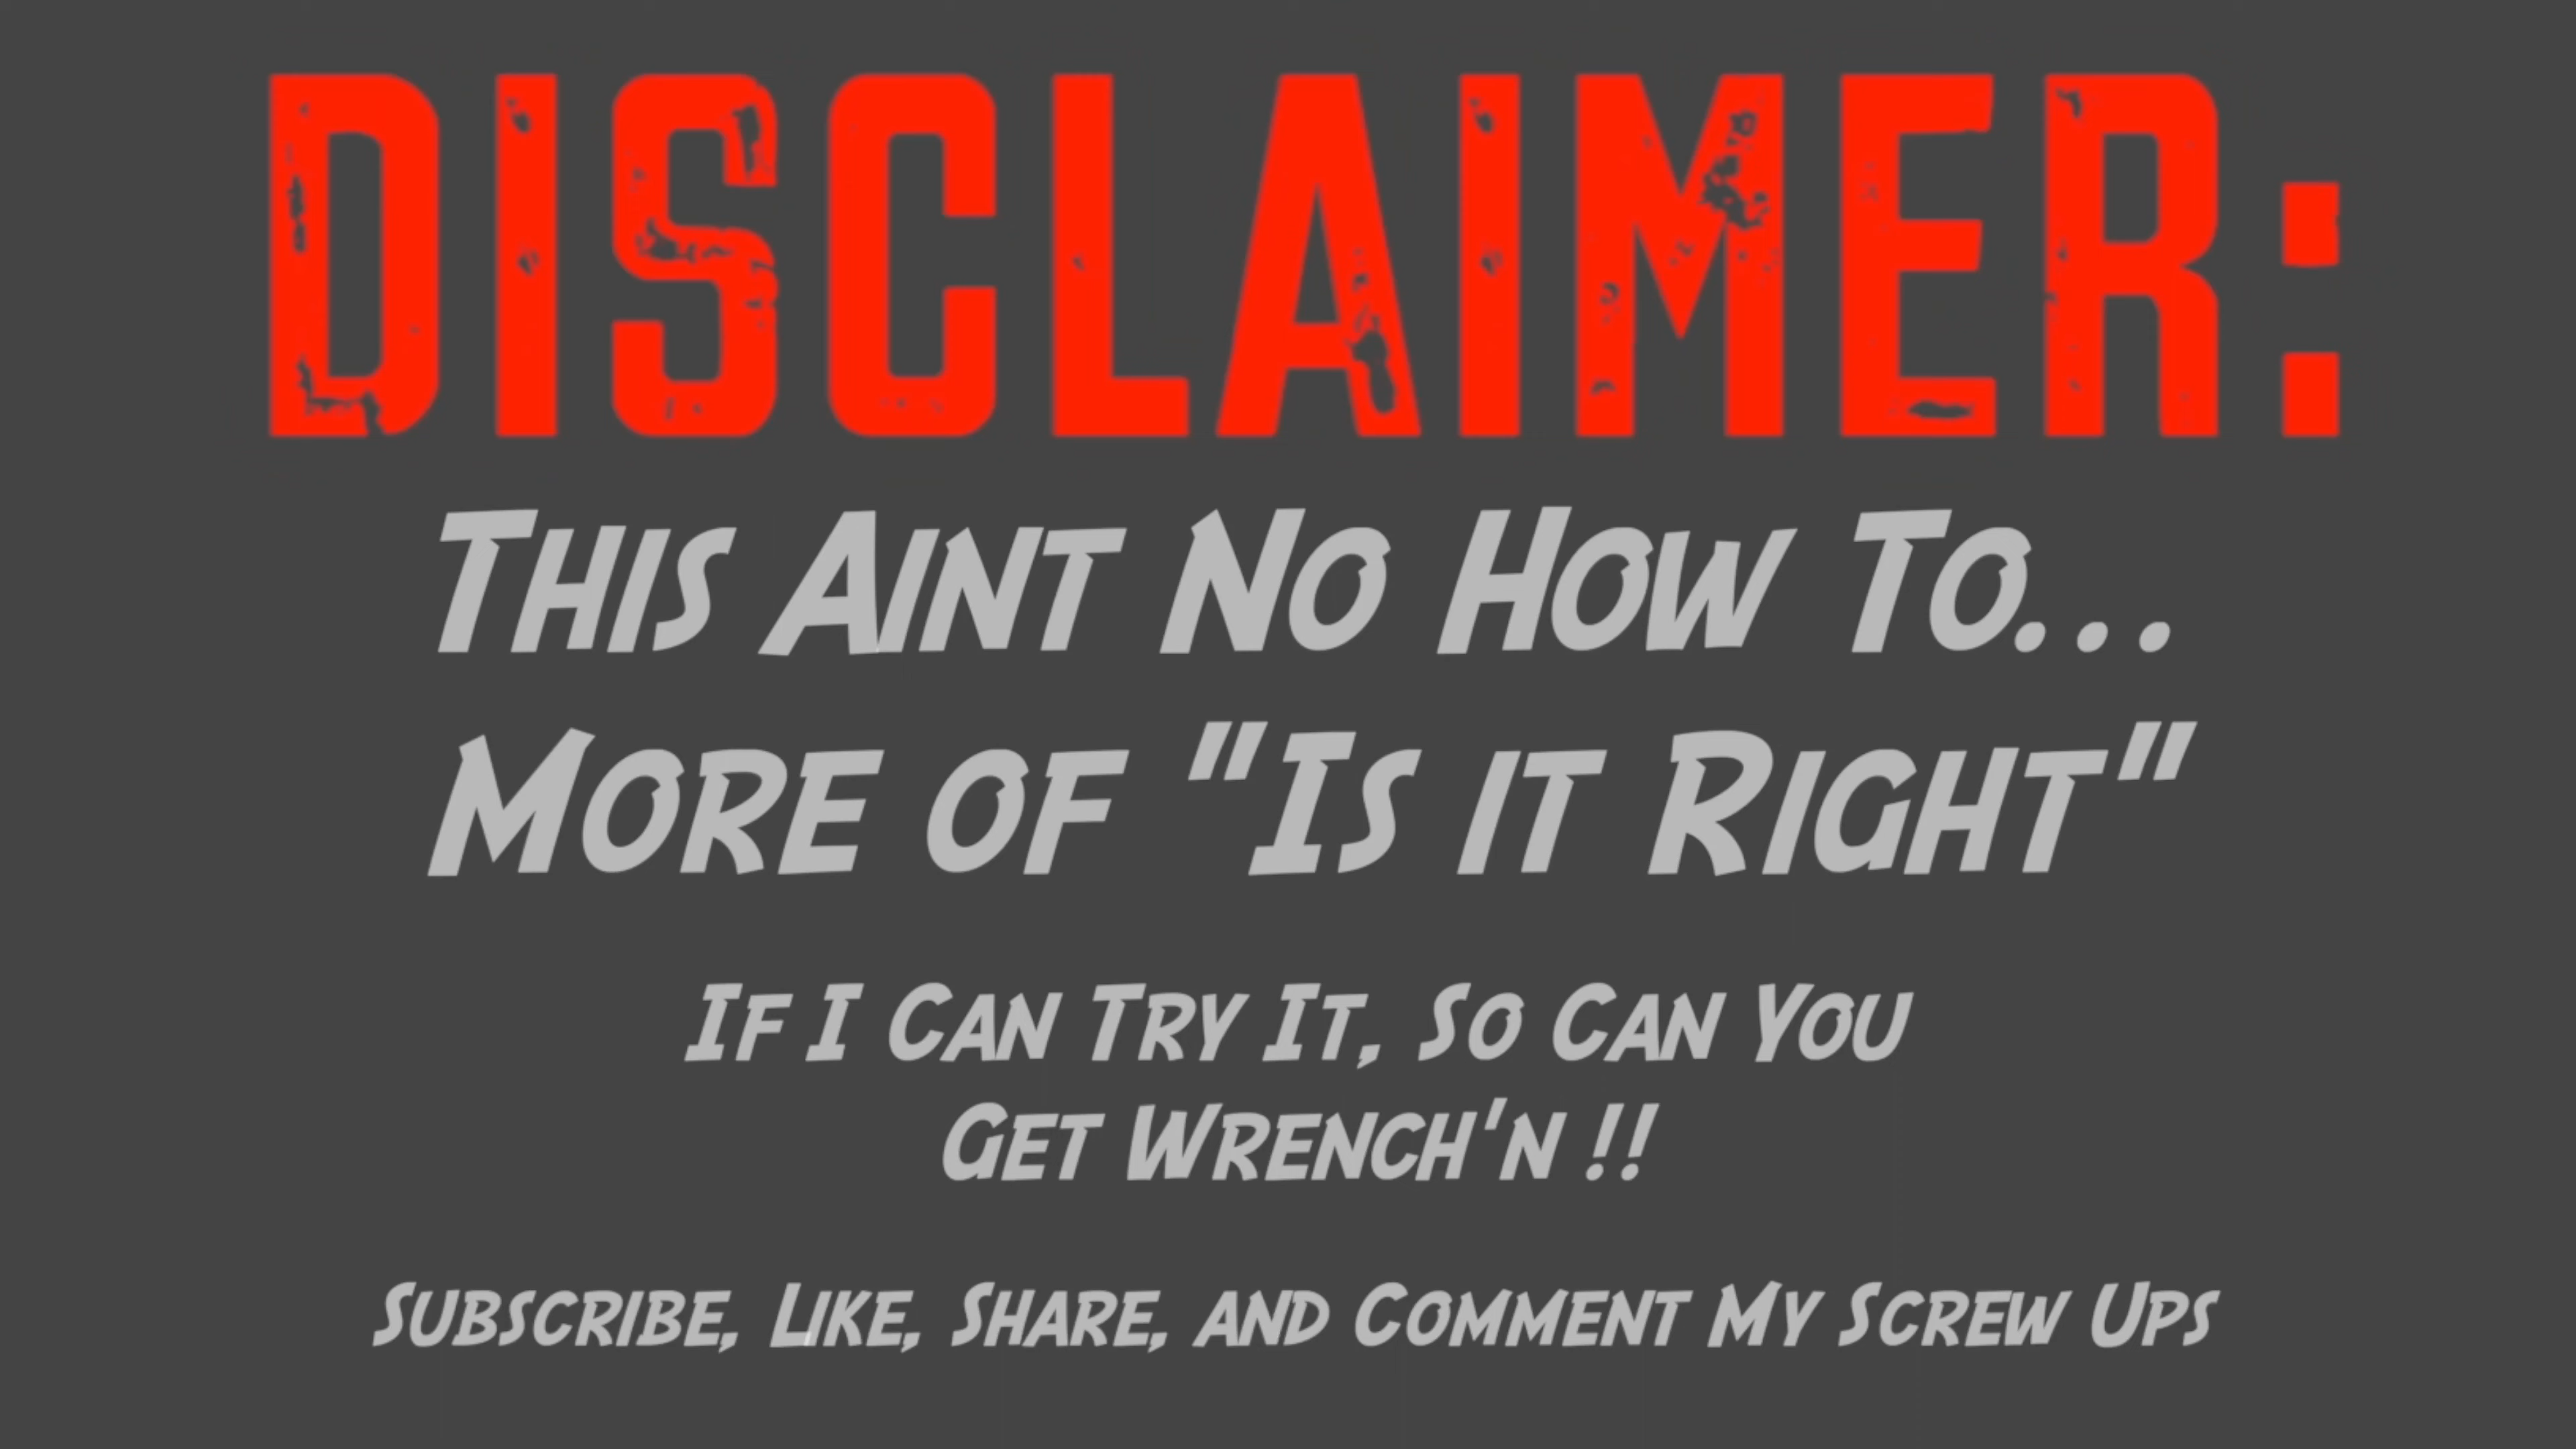 DISCLAIMER:
This Aint No How To...
More of "Is it Right"
If I Can Try It, So Can You
Get Wrench'n !!
Subscribe, Like, Share, and Comment My Screw Ups